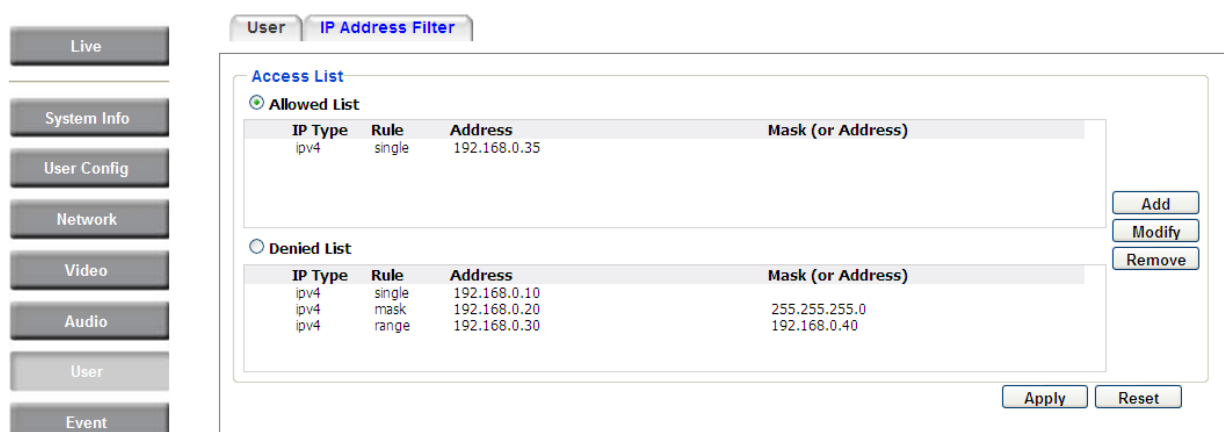 User IP Address Filter
Live
Access List
Allowed List
System Info
IP Type Rule Address Mask (or Address)
ipv4 single 192.168.0.35
User Config
Add
Network
Modify
Denied List
Remove
Video
IP Type Rule Address Mask (or Address)
ipv4 single 192.168.0.10
ipv4 mask 192.168.0.20 255.255.255.0
Audio
ipv4 range 192.168.0.30 192.168.0.40
User
Apply Reset
Event